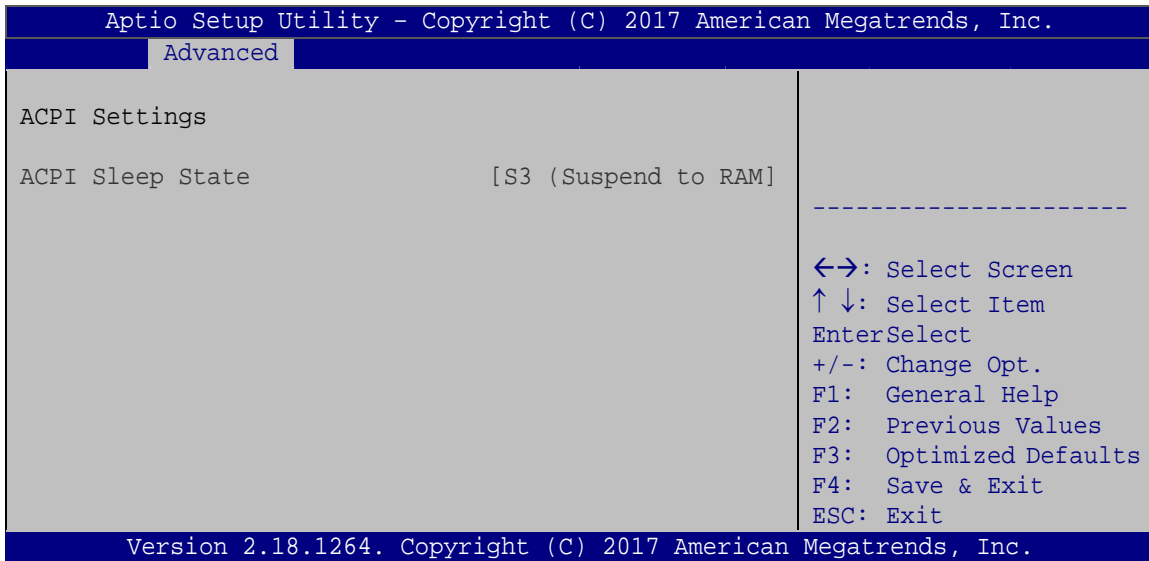 Aptio Setup Utility – Copyright (C) 2017 American Megatrends, Inc.
Advanced
ACPI Settings
ACPI Sleep State [S3 (Suspend to RAM]
----------------------
←→: Select Screen
↑ ↓: Select Item
EnterSelect
+/-: Change Opt.
F1: General Help
F2: Previous Values
F3: Optimized Defaults
F4: Save & Exit
ESC: Exit
Version 2.18.1264. Copyright (C) 2017 American Megatrends, Inc.